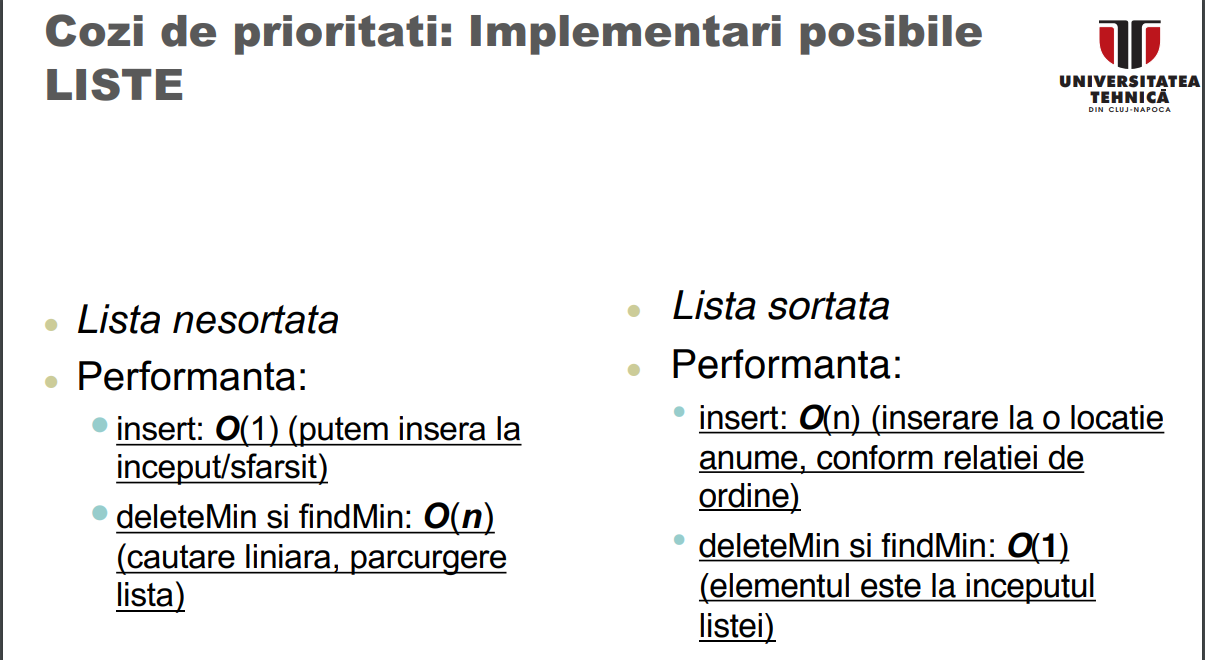 Cozi de prioritati: Implementari posibile
LISTE
UNIVERSITATEA
TEHNICĂ
DIN CLUJ-NAPOCA
Lista nesortata
Performanta:
insert: O(1) (putem insera la
inceput/sfarsit)
deleteMin si findMin: O(n)
(cautare liniara, parcurgere
lista)
Lista sortata
Performanta:
insert: O(n) (inserare la o locatie
anume, conform relatiei de
ordine)
deleteMin si findMin: O(1)
(elementul este la inceputul
listei)